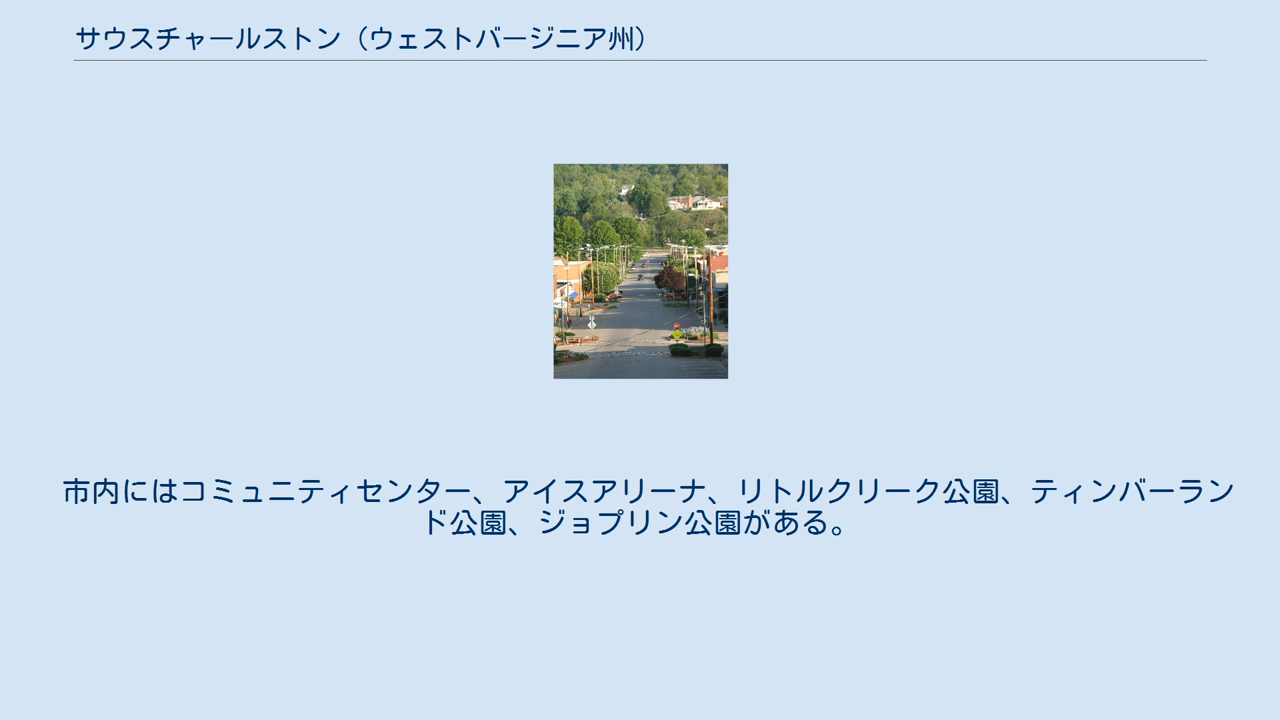 サウスチャールストン（ウェストバージニア州）
市内にはコミュニティセンター、アイスアリーナ、リトルクリーク公園、ティンバーラン
ド公園、ジョプリン公園がある。